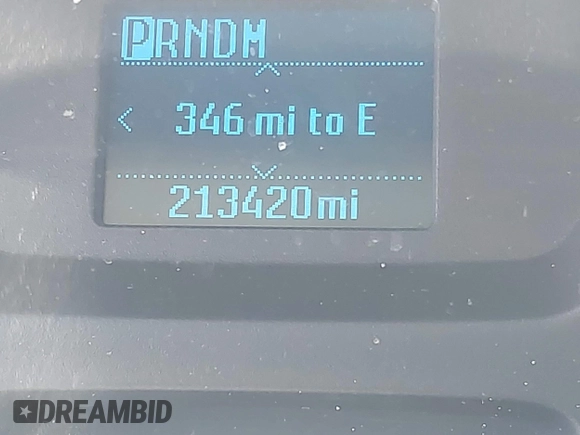 PRNDM
346 mi to E
213420mi
DREAMBID